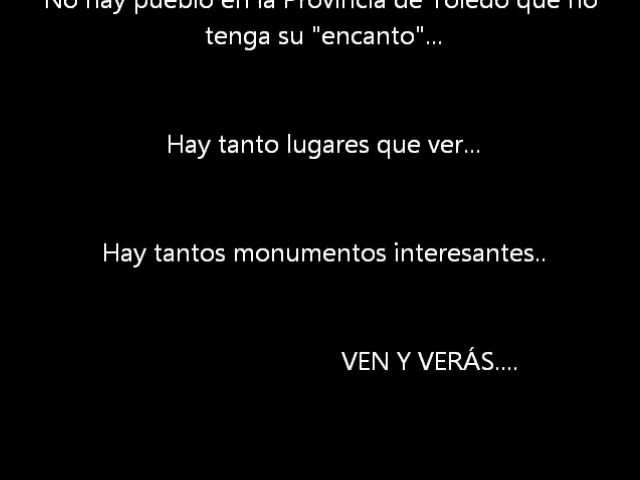 No hay pueblo en la Provincia de Toledo que no
tenga su "encanto"...
Hay tanto lugares que ver...
Hay tantos monumentos interesantes..
VEN Y VERÁS....